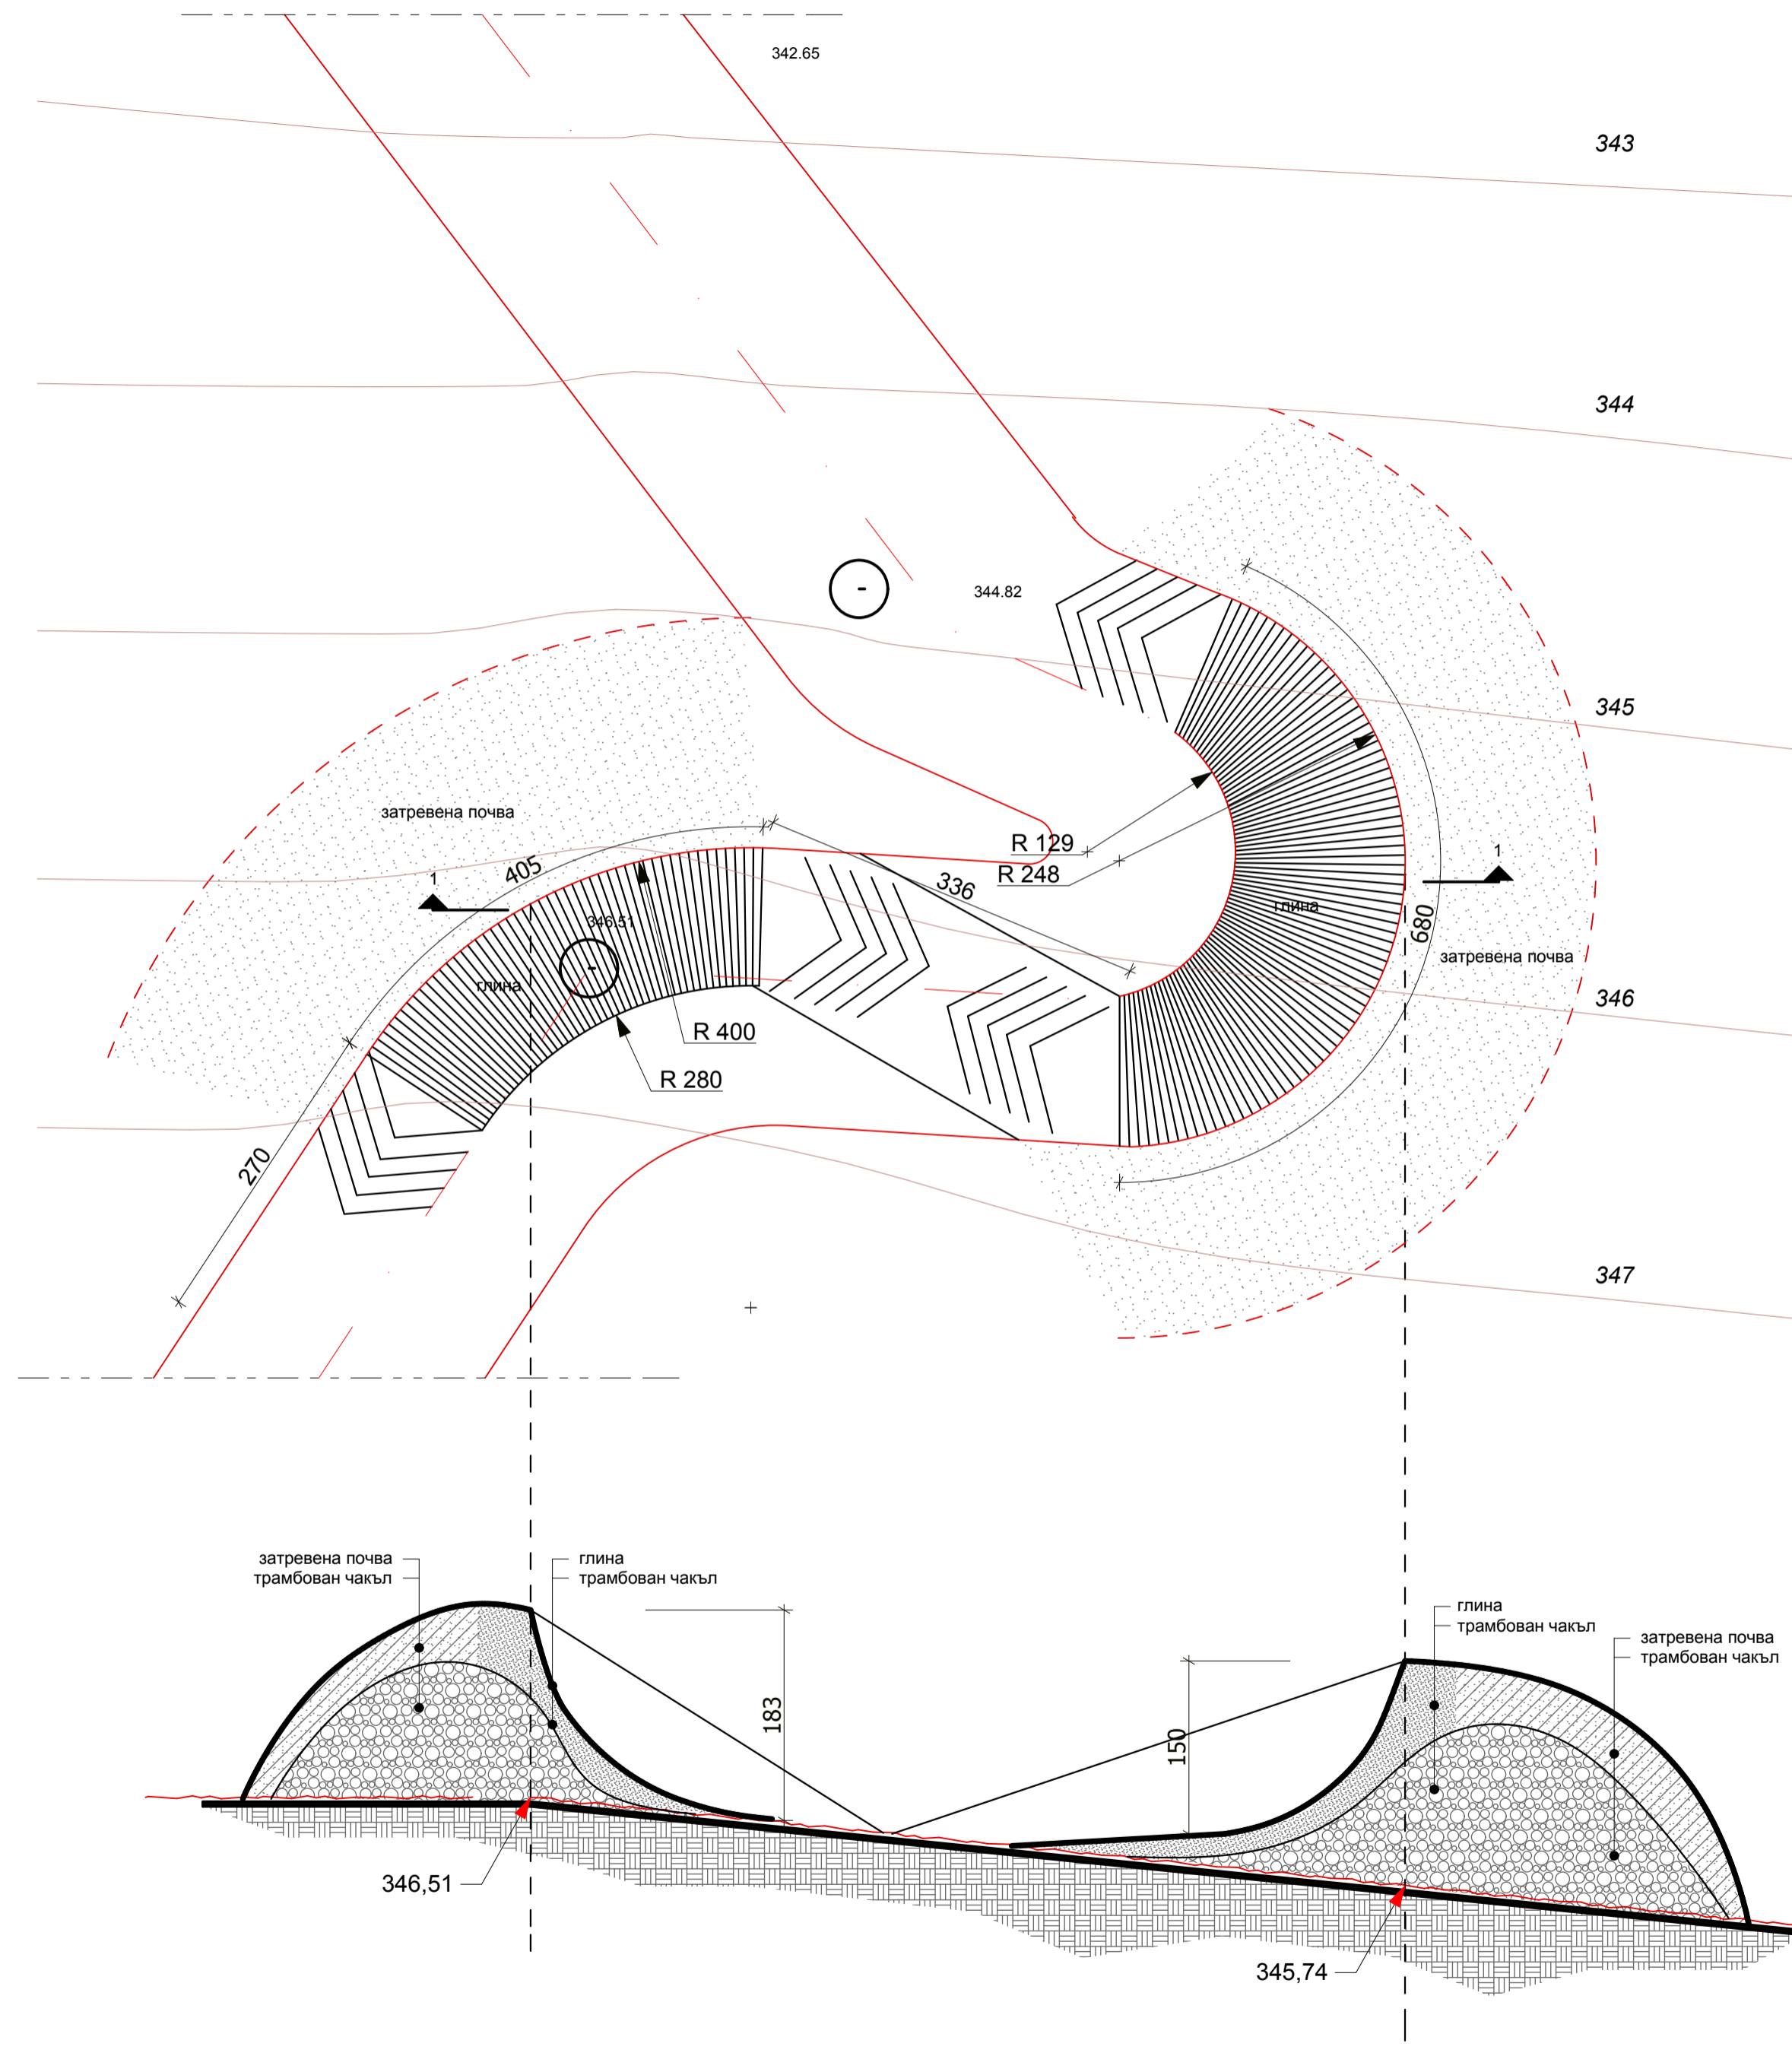 342.65
343
344
344.82
345
затревена почва
R 129
R 248
1
1
405
336
346.51
глина
680
глина
затревена почва
346
R 400
R 280
270
347
затревена почва
трамбован чакъл
глина
трамбован чакъл
глина
трамбован чакъл
затревена почва
трамбован чакъл
183
150
346,51
345,74